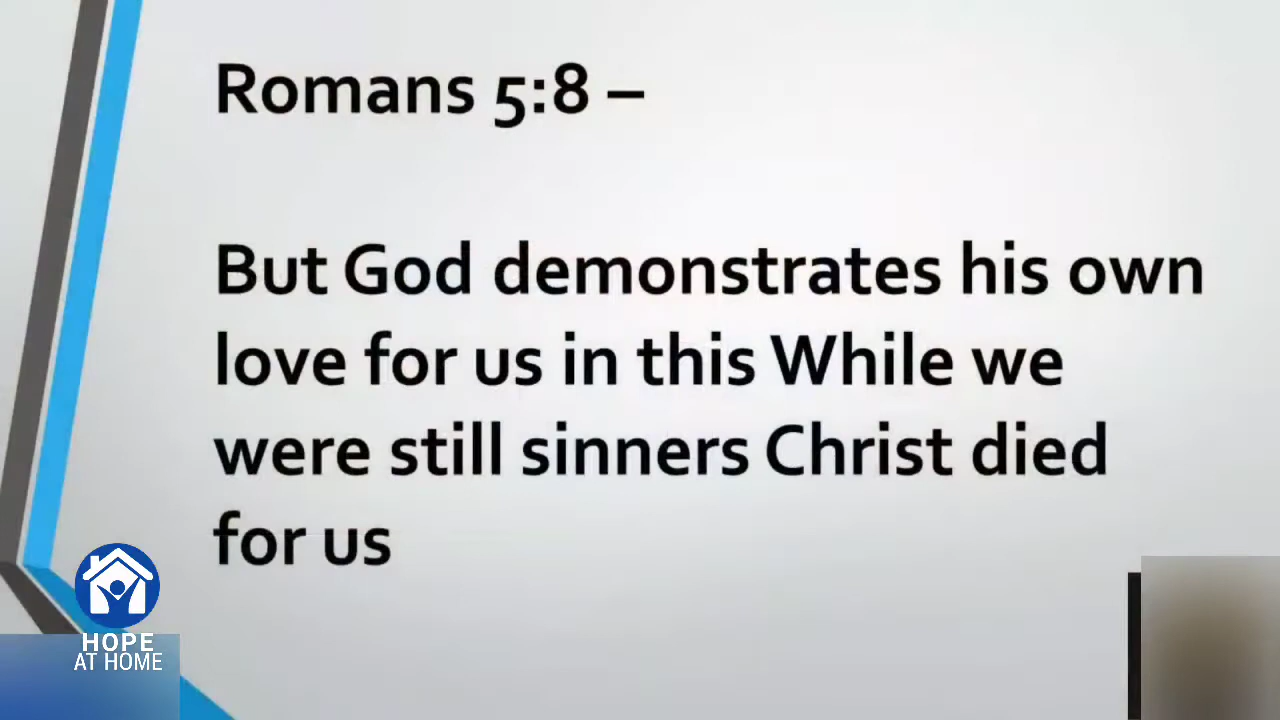 Romans 5:8 –
But God demonstrates his own
love for us in this While we
were still sinners Christ died
for us
HOPE
AT HOME